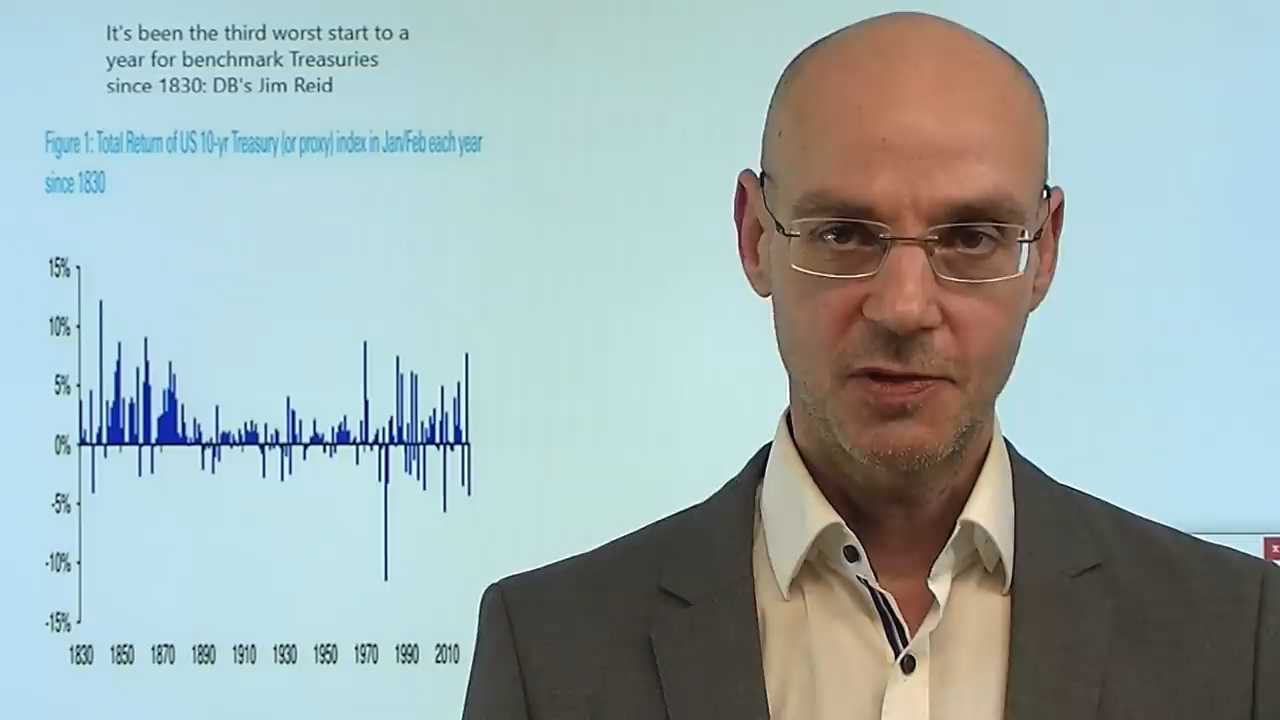 It's been the third worst start to a
year for benchmark Treasuries
since 1830: DB's Jim Reid
Figure 1: Total Return of US 10-yr Treasury (or proxy) index in Jan/Feb each year
since 1830
15%
10%
5%
0%
-5%
-10%
-15%
1830 1850 1870 1890 1910 1930 1950 1970 1990 2010